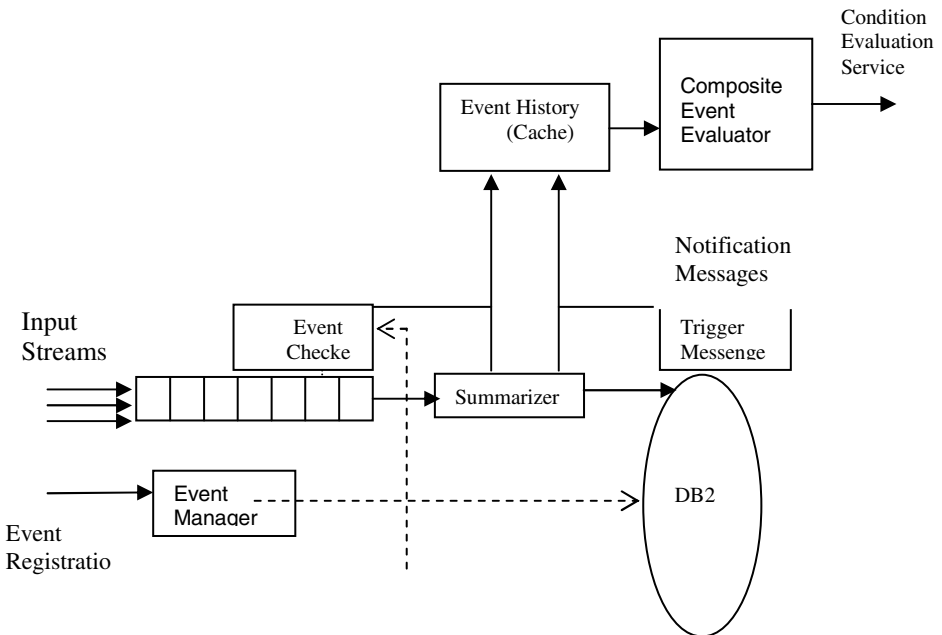 Condition
Evaluation
Service
Composite
Event
Evaluator
Event History
(Cache)
Notification
Messages
Input
Streams
Event
Checke
Trigger
Messenge
Summarizer
Event
Manager
DB2
Event
Registratio